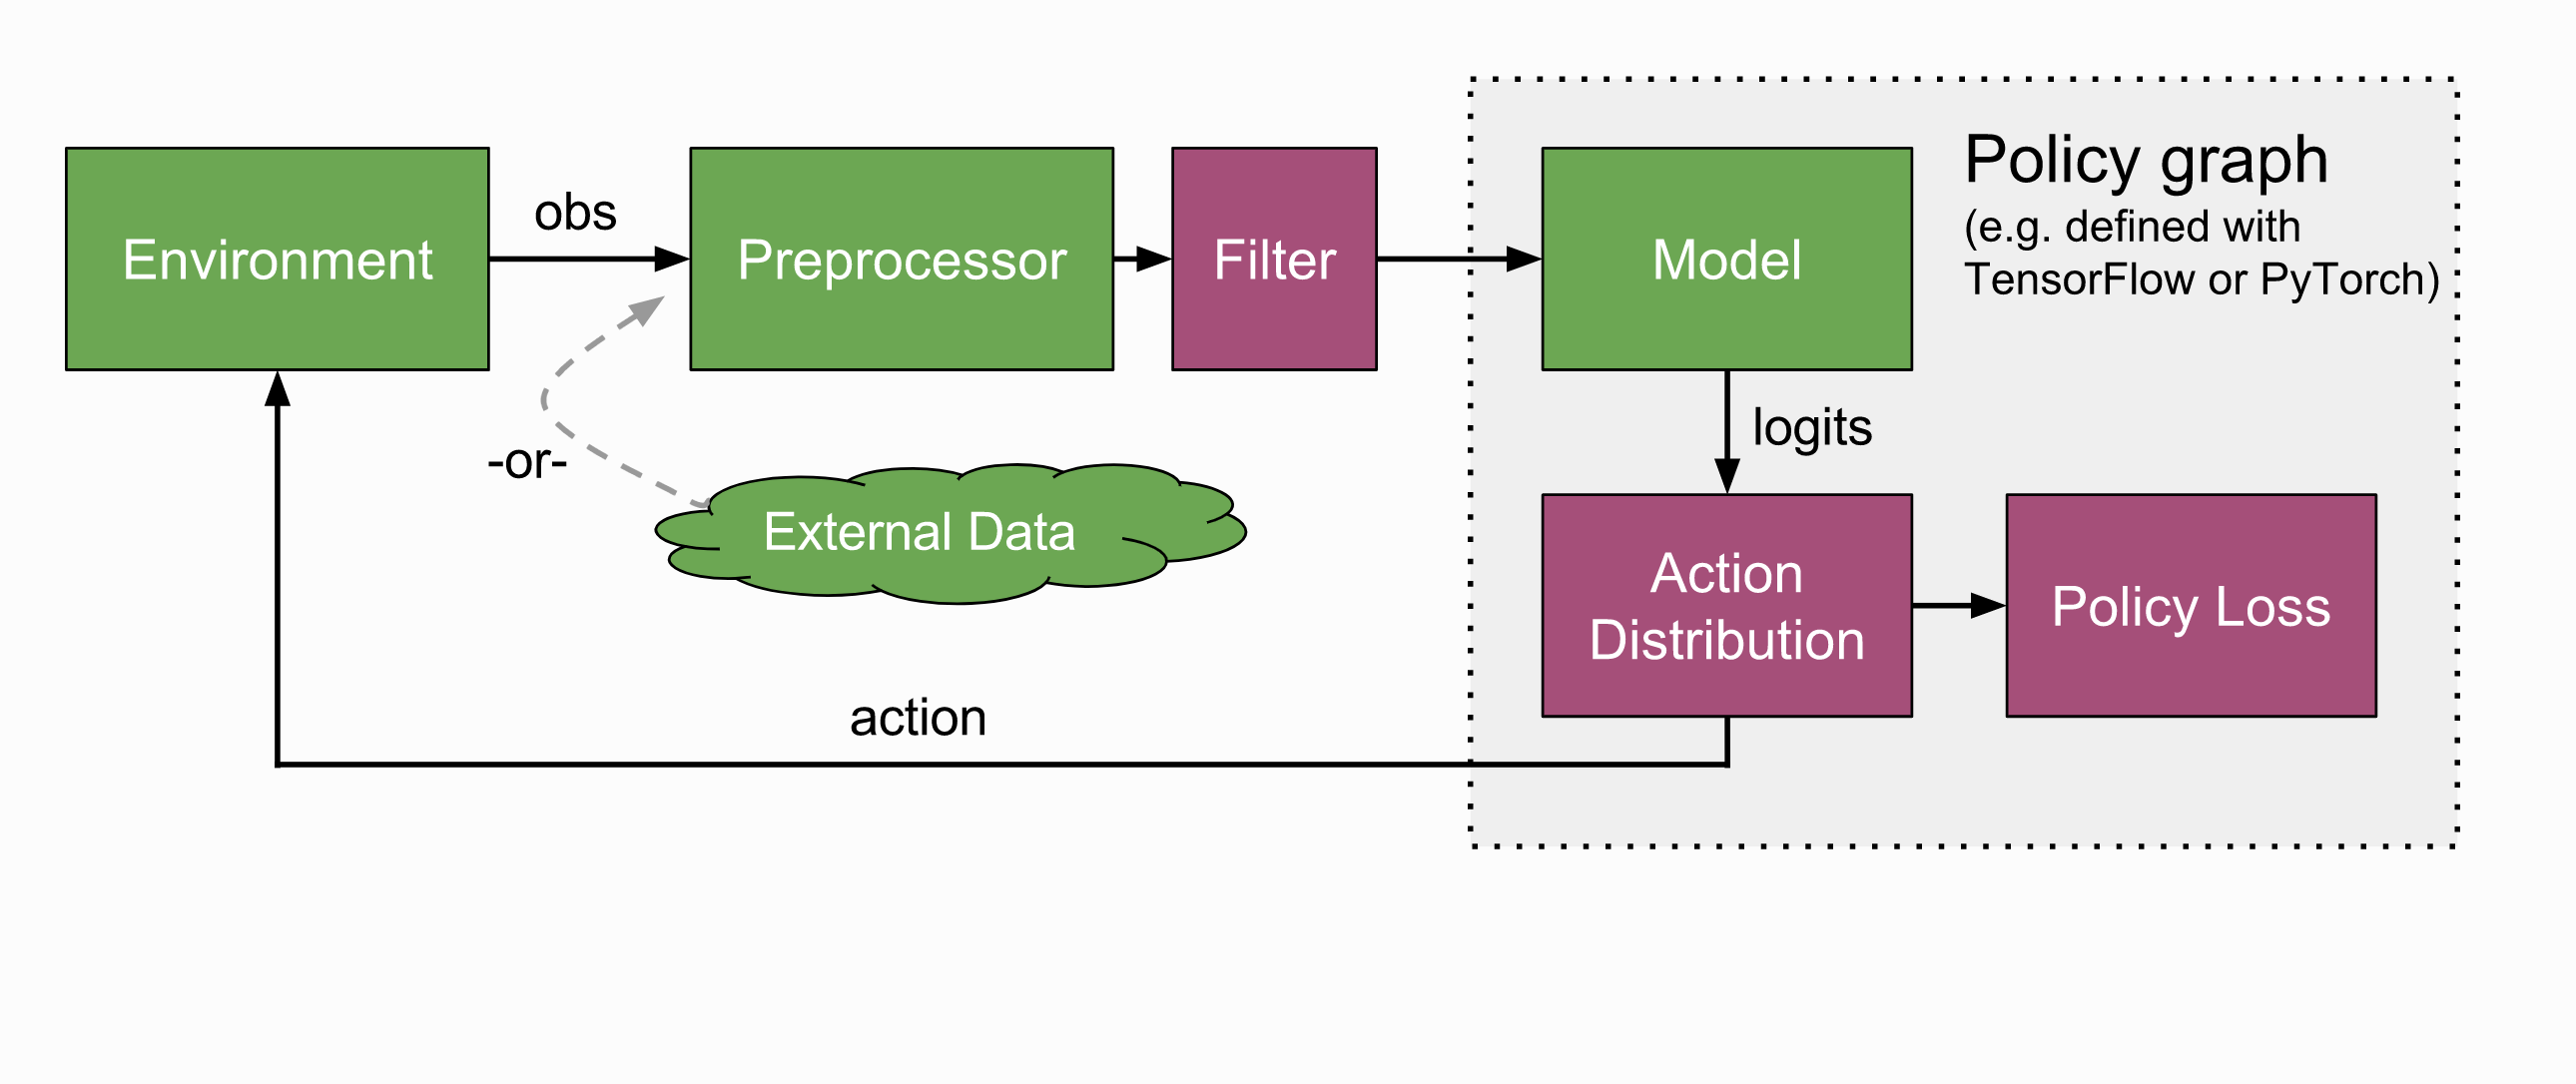 Policy graph
(e.g. defined with
TensorFlow or PyTorch)
Environment
obs
Preprocessor
Filter
Model
logits
-or-
External Data
Action
Distribution
Policy Loss
action